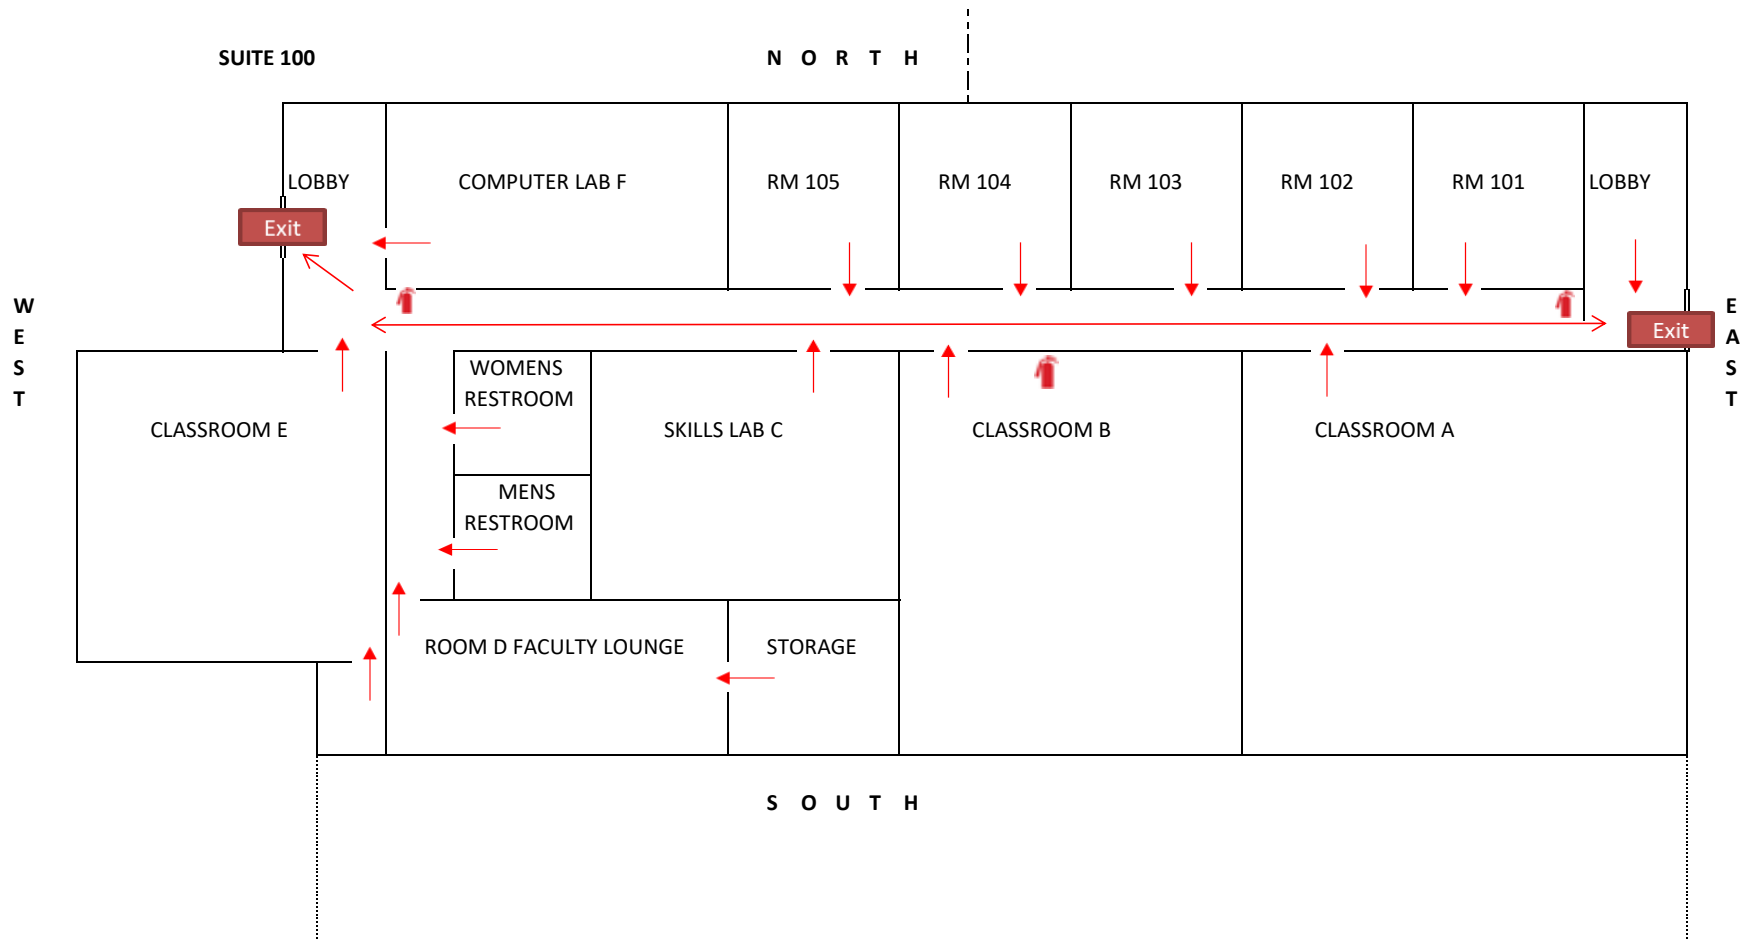 SUITE 100
N O R T H
LOBBY
COMPUTER LAB F
RM 105
RM 104
RM 103
RM 102
RM 101
LOBBY
Exit
W
E
S
T
E
A
S
T
Exit
WOMENS
RESTROOM
CLASSROOM E
SKILLS LAB C
CLASSROOM B
CLASSROOM A
MENS
RESTROOM
ROOM D FACULTY LOUNGE
STORAGE
S O U T H